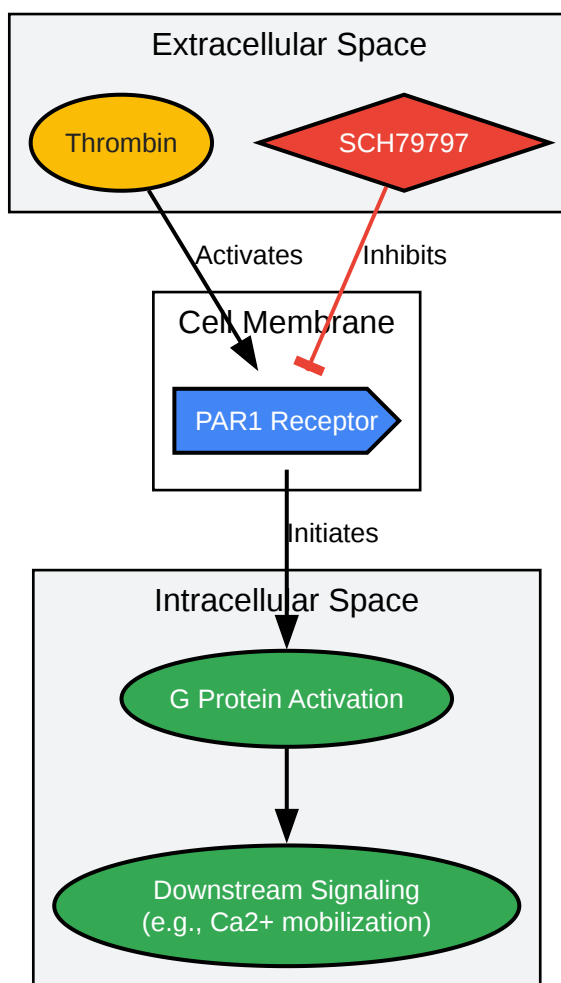 Extracellular Space
Thrombin
SCH79797
Activates
Inhibits
Cell Membrane
PAR1 Receptor
Initiates
Intracellular Space
G Protein Activation
Downstream Signaling
(e.g., Ca2+ mobilization)